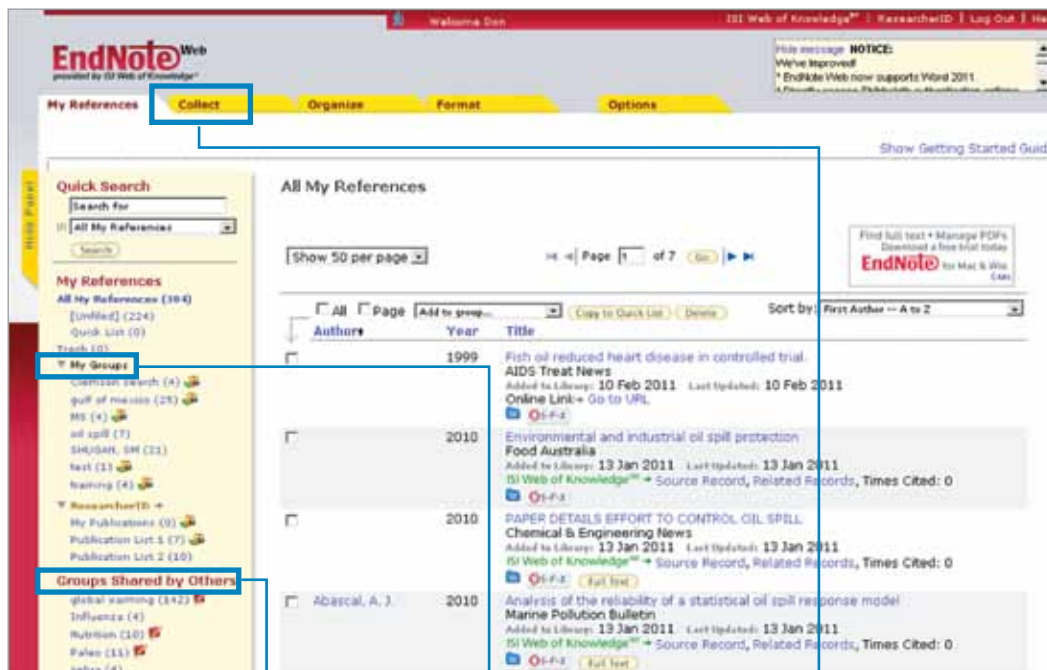 Welcome Don
ISI Web of Knowledge℠ | ResearcherID | Log Out | He
EndNote Web
provided by ISI Web of Knowledge
Hide message NOTICE:
We've Improved!
* EndNote Web now supports Word 2011
My References
Collect
Organize
Format
Options
Show Getting Started Guid
Hide Panel
Quick Search
Search for
in All My References
Search
My References
All My References (304)
[Unfiled] (224)
Quick List (0)
Trash (0)
▼ My Groups
Clemson search (4)
gulf of mexico (25)
MS (4)
oil spill (7)
SHUGAN, SM (21)
test (1)
training (4)
▼ ResearcherID →
My Publications (0)
Publication List 1 (7)
Publication List 2 (10)
Groups Shared by Others
global warming (142)
Influenza (4)
Nutrition (10)
Paleo (11)
zebra (4)
All My References
Show 50 per page
Page 1 of 7 Go
Find full text • Manage PDFs
Download a free trial today
EndNote for Mac & Win
All Page Add to group... Copy to Quick List Delete
Sort by: First Author -- A to Z
Author Year Title
1999 Fish oil reduced heart disease in controlled trial.
AIDS Treat News
Added to Library: 10 Feb 2011 Last Updated: 10 Feb 2011
Online Link→ Go to URL
S-F-X
2010 Environmental and industrial oil spill protection
Food Australia
Added to Library: 13 Jan 2011 Last Updated: 13 Jan 2011
ISI Web of Knowledge℠ → Source Record, Related Records, Times Cited: 0
S-F-X
2010 PAPER DETAILS EFFORT TO CONTROL OIL SPILL
Chemical & Engineering News
Added to Library: 13 Jan 2011 Last Updated: 13 Jan 2011
ISI Web of Knowledge℠ → Source Record, Related Records, Times Cited: 0
S-F-X Full Text
Abascal, A. J. 2010 Analysis of the reliability of a statistical oil spill response model
Marine Pollution Bulletin
Added to Library: 13 Jan 2011 Last Updated: 13 Jan 2011
ISI Web of Knowledge℠ → Source Record, Related Records, Times Cited: 0
S-F-X Full Text